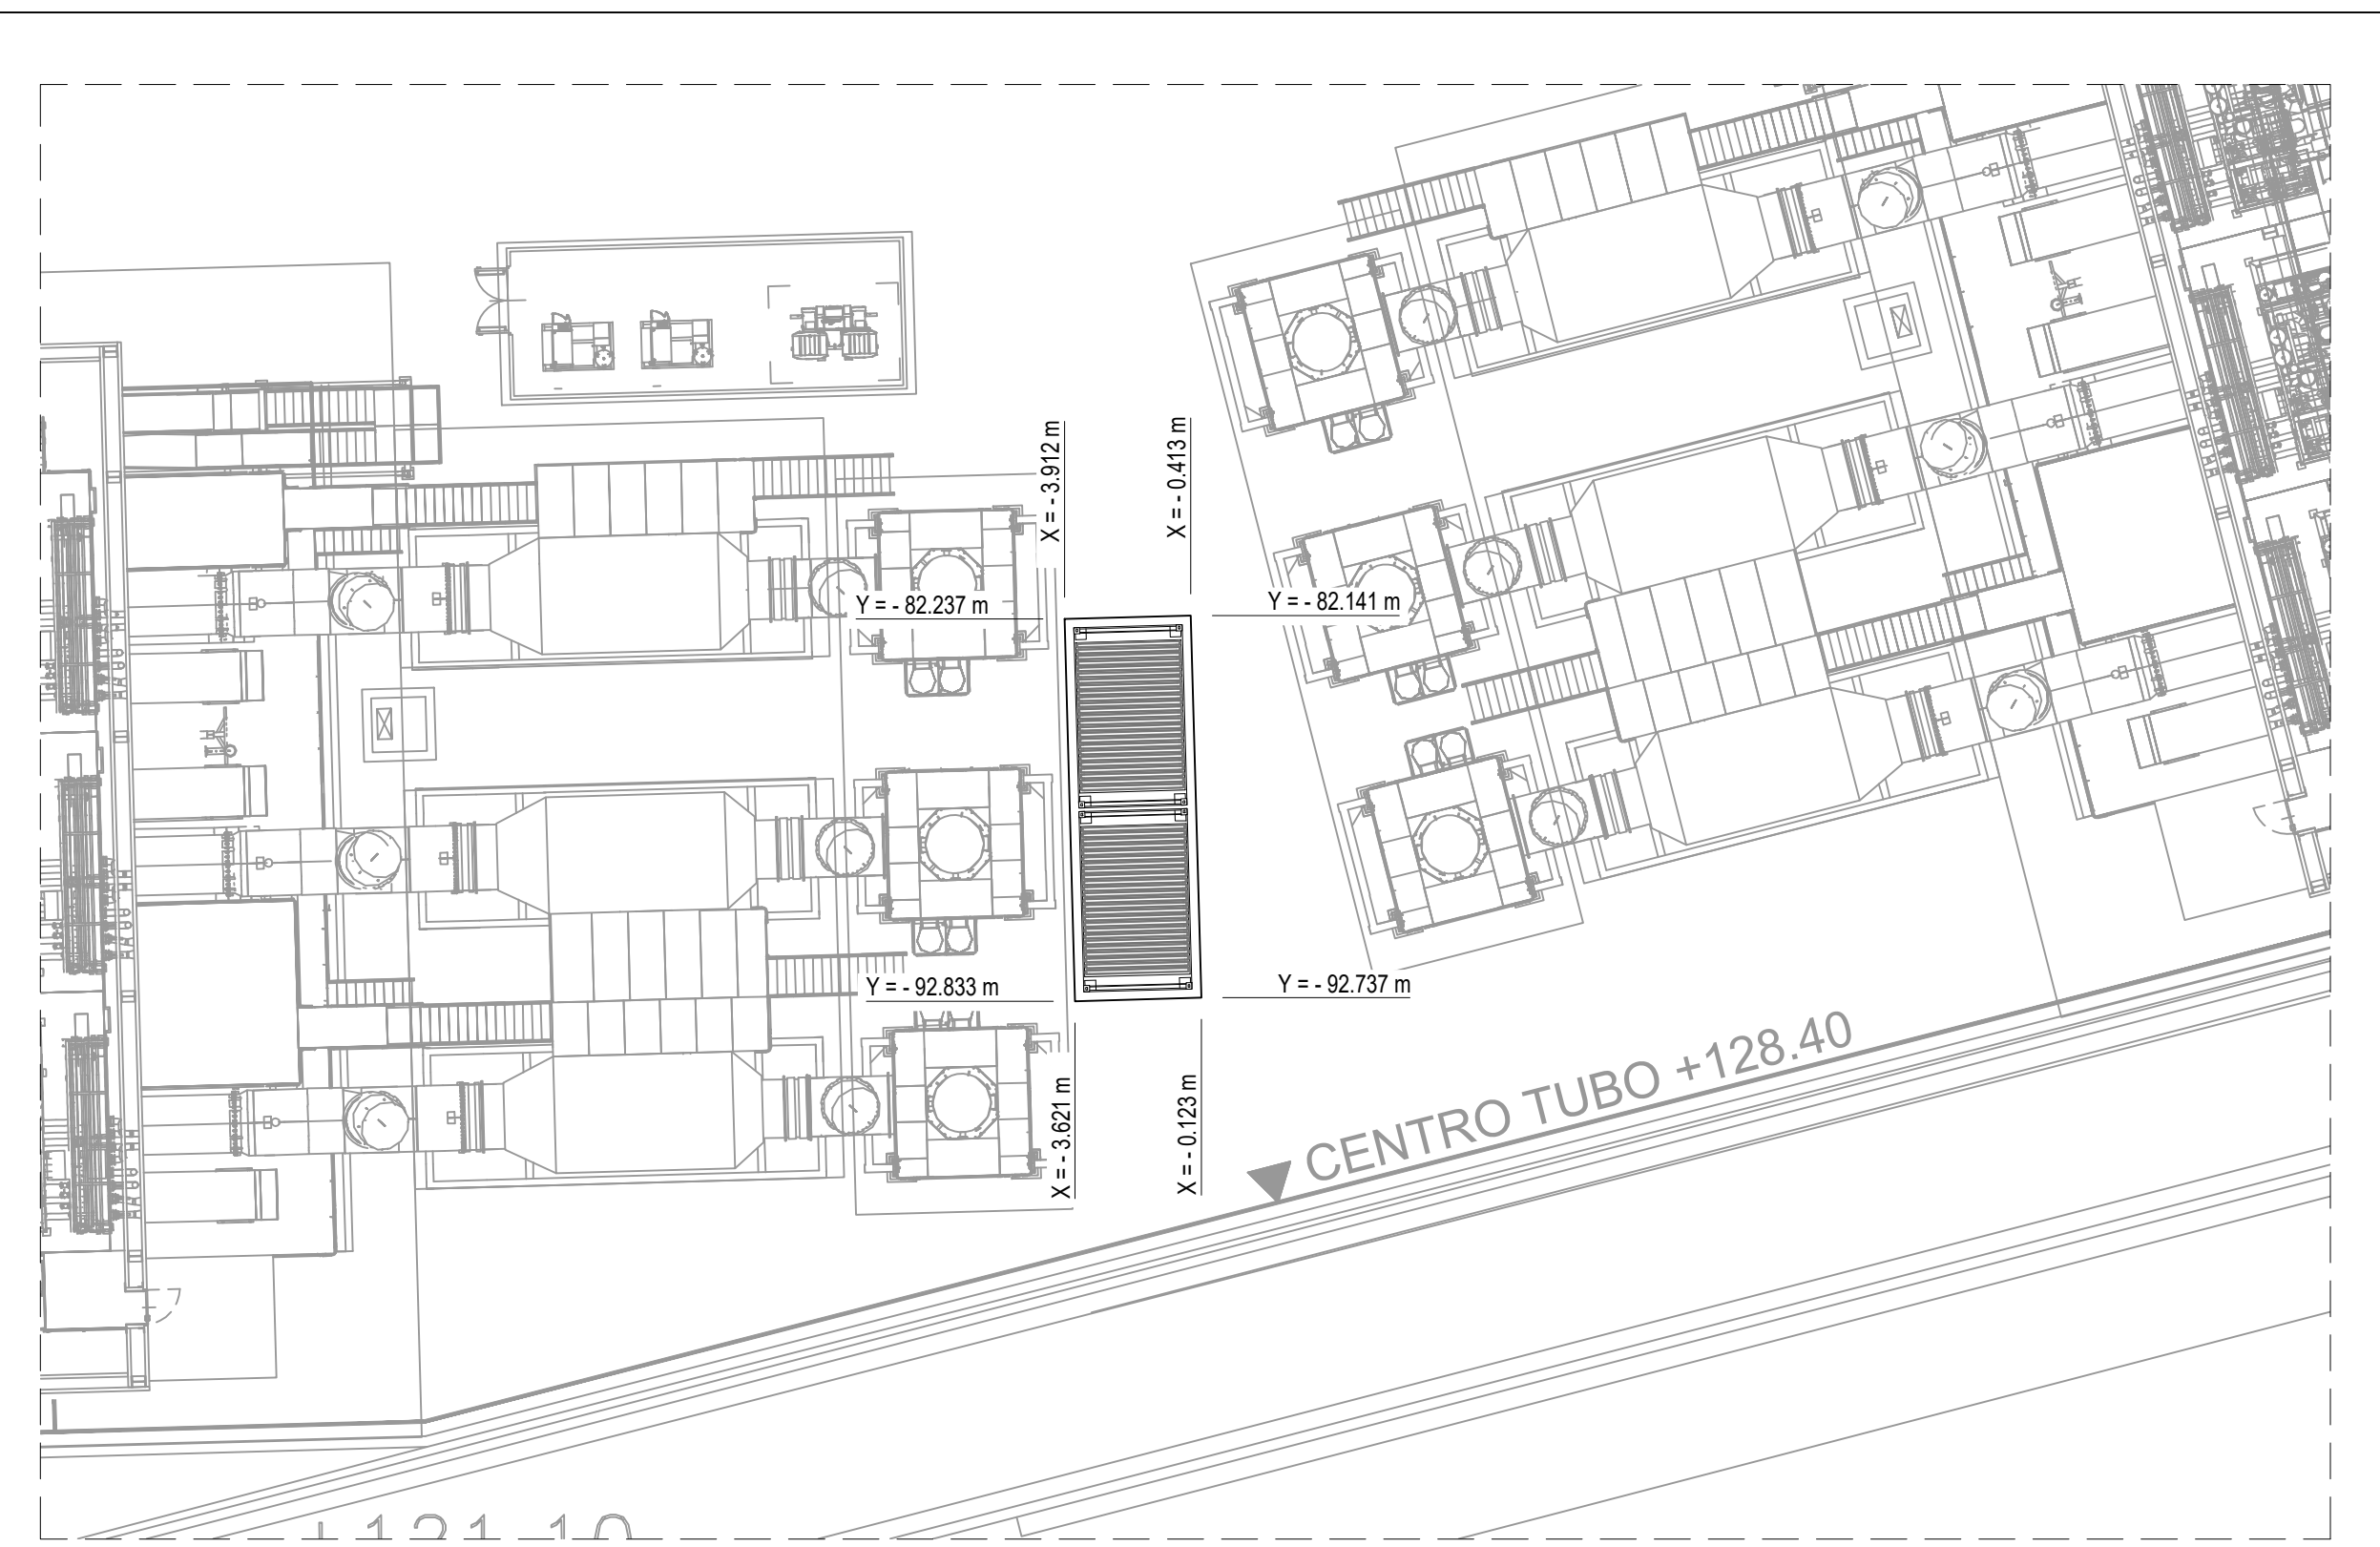 X = - 3.912 m
X = - 0.413 m
Y = - 82.237 m
Y = - 82.141 m
Y = - 92.833 m
Y = - 92.737 m
X = - 3.621 m
X = - 0.123 m
CENTRO TUBO +128.40